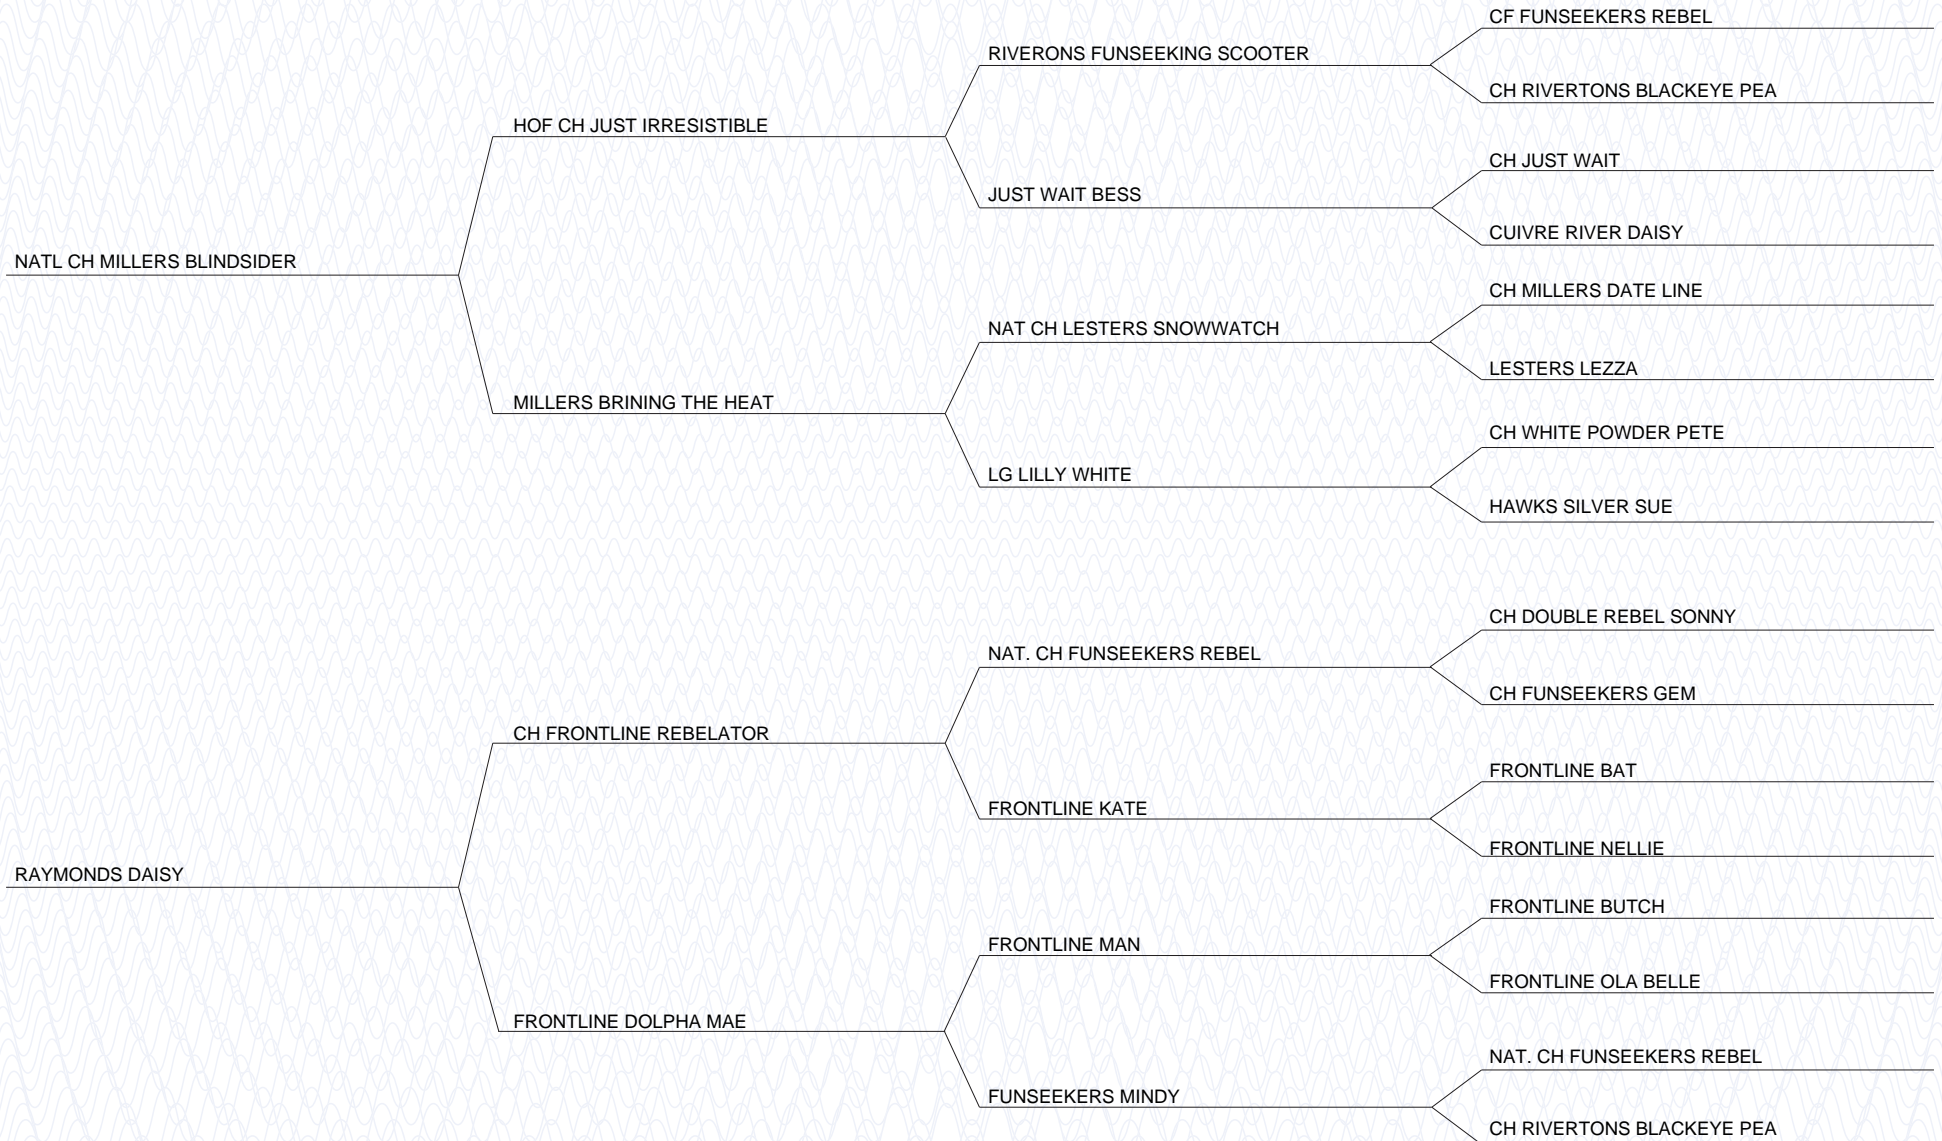 CF FUNSEEKERS REBEL
RIVERONS FUNSEEKING SCOOTER
CH RIVERTONS BLACKEYE PEA
HOF CH JUST IRRESISTIBLE
CH JUST WAIT
JUST WAIT BESS
CUIVRE RIVER DAISY
NATL CH MILLERS BLINDSIDER
CH MILLERS DATE LINE
NAT CH LESTERS SNOWWATCH
LESTERS LEZZA
MILLERS BRINING THE HEAT
CH WHITE POWDER PETE
LG LILLY WHITE
HAWKS SILVER SUE
CH DOUBLE REBEL SONNY
NAT. CH FUNSEEKERS REBEL
CH FUNSEEKERS GEM
CH FRONTLINE REBELATOR
FRONTLINE BAT
FRONTLINE KATE
FRONTLINE NELLIE
RAYMONDS DAISY
FRONTLINE BUTCH
FRONTLINE MAN
FRONTLINE OLA BELLE
FRONTLINE DOLPHA MAE
NAT. CH FUNSEEKERS REBEL
FUNSEEKERS MINDY
CH RIVERTONS BLACKEYE PEA